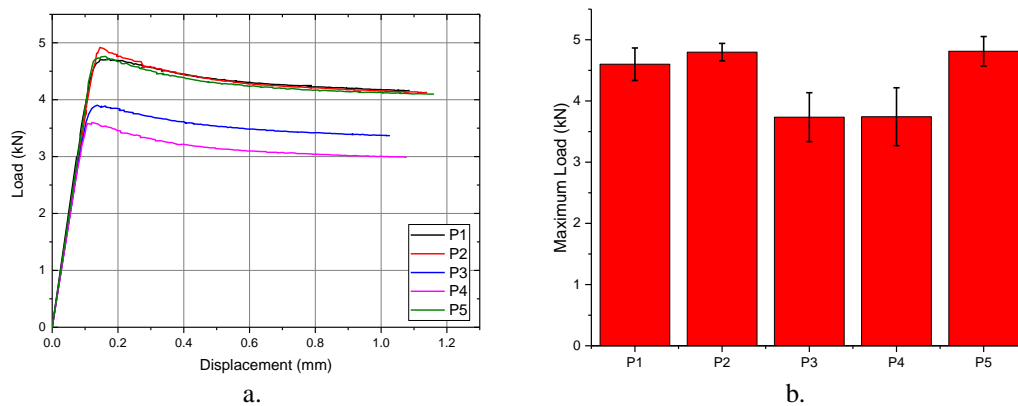 5
4
3
2
1
0
Load (kN)
0.0 0.2 0.4 0.6 0.8 1.0 1.2
Displacement (mm)
P1
P2
P3
P4
P5
a.
5
4
3
2
1
0
Maximum Load (kN)
P1 P2 P3 P4 P5
b.